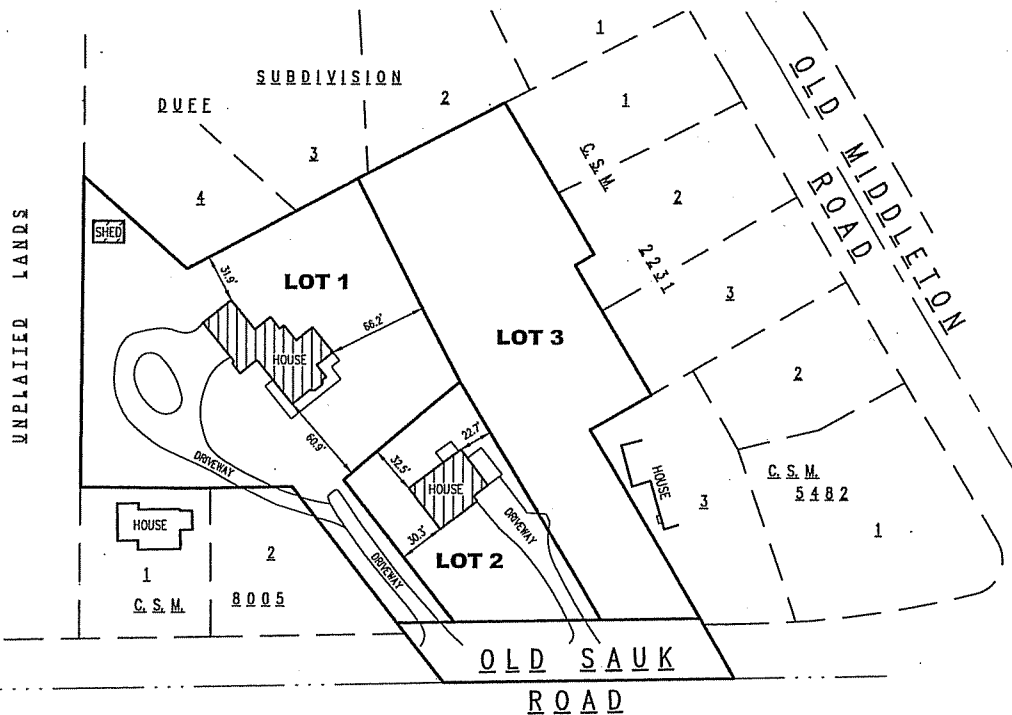 1
SUBDIVISION
DUFF
2
1
3
C. S. M.
4
2
SHED
UNPLATTED LANDS
OLD MIDDLETON
ROAD
31.9'
LOT 1
2231
3
66.2'
LOT 3
HOUSE
2
22.7'
60.9'
32.5'
DRIVEWAY
HOUSE
HOUSE
C. S. M.
5482
3
1
HOUSE
DRIVEWAY
30.3'
2
LOT 2
1
DRIVEWAY
C. S. M.
8005
OLD SAUK
ROAD